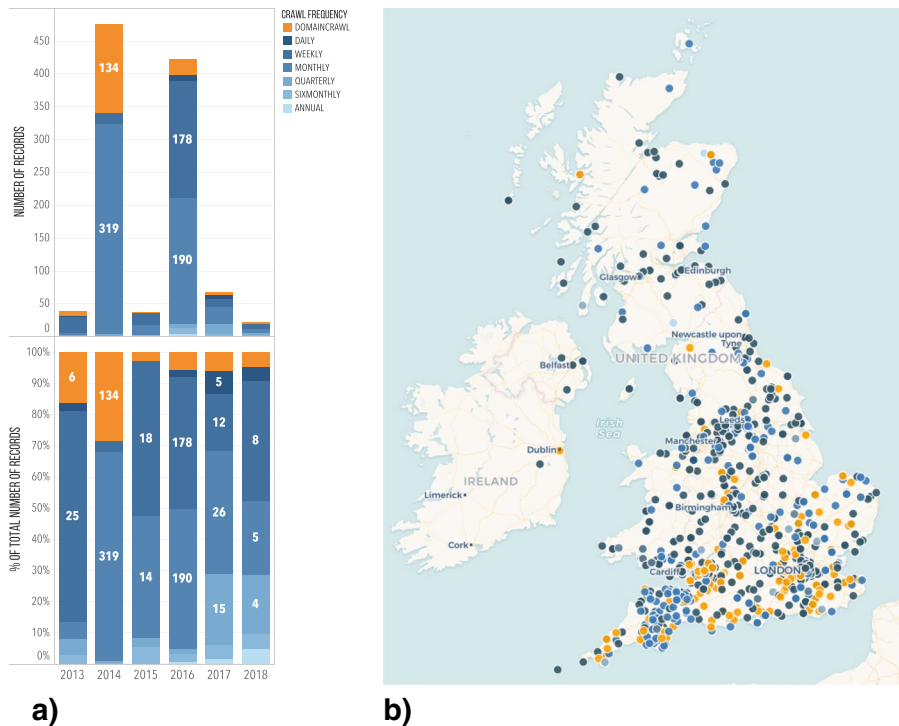 CRAWL FREQUENCY
DOMAINCRAWL
DAILY
WEEKLY
MONTHLY
QUARTERLY
SIXMONTHLY
ANNUAL
NUMBER OF RECORDS
450
400
350
300
250
200
150
100
50
0
134
319
178
190
% OF TOTAL NUMBER OF RECORDS
100%
90%
80%
70%
60%
50%
40%
30%
20%
10%
0%
6
25
134
319
18
14
178
190
5
12
26
15
8
5
4
2013 2014 2015 2016 2017 2018
a)
Glasgow
Edinburgh
Newcastle upon
Tyne
UNITED KINGDOM
Belfast
Irish
Sea
Leeds
Manchester
Dublin
IRELAND
Limerick
Birmingham
Cork
Cardiff
LONDON
b)